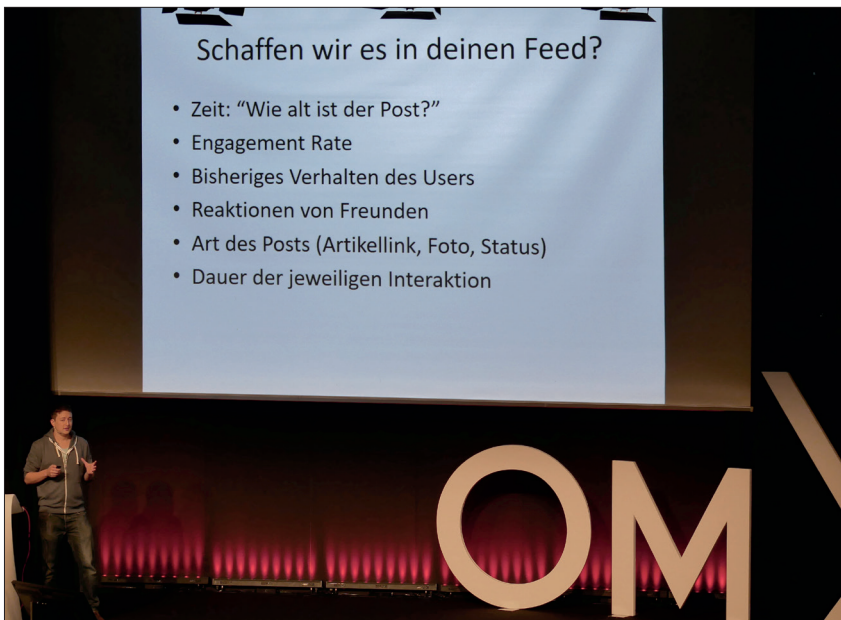 Schaffen wir es in deinen Feed?
• Zeit: “Wie alt ist der Post?”
• Engagement Rate
• Bisheriges Verhalten des Users
• Reaktionen von Freunden
• Art des Posts (Artikellink, Foto, Status)
• Dauer der jeweiligen Interaktion
OM